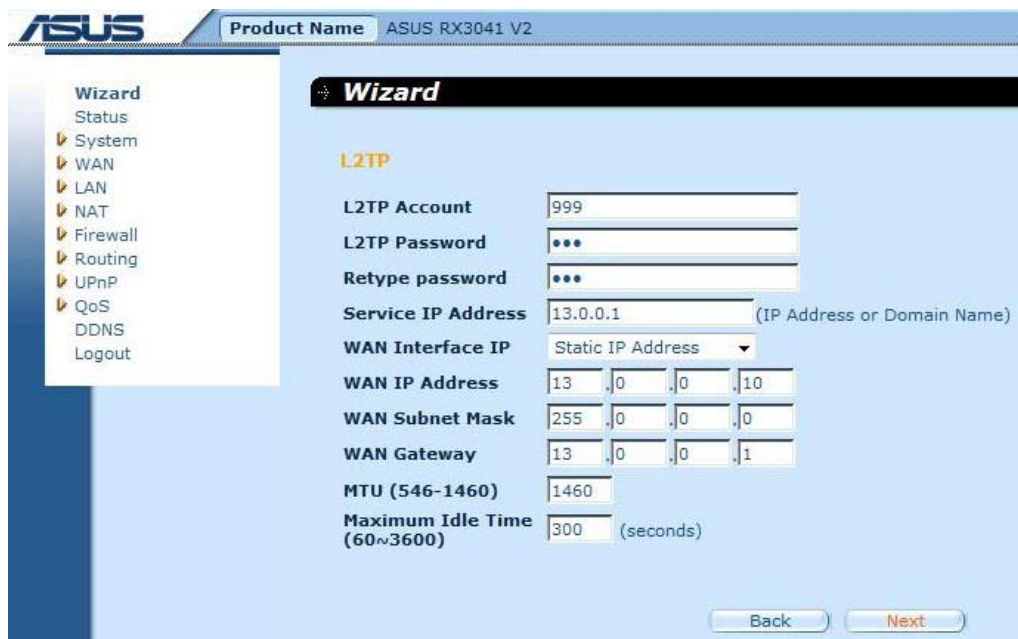 ASUS
Product Name ASUS RX3041 V2
Wizard
Status
System
WAN
LAN
NAT
Firewall
Routing
UPnP
QoS
DDNS
Logout
Wizard
L2TP
L2TP Account 999
L2TP Password •••
Retype password •••
Service IP Address 13.0.0.1 (IP Address or Domain Name)
WAN Interface IP Static IP Address
WAN IP Address 13 .0 .0 .10
WAN Subnet Mask 255 .0 .0 .0
WAN Gateway 13 .0 .0 .1
MTU (546-1460) 1460
Maximum Idle Time
(60~3600) 300 (seconds)
Back Next